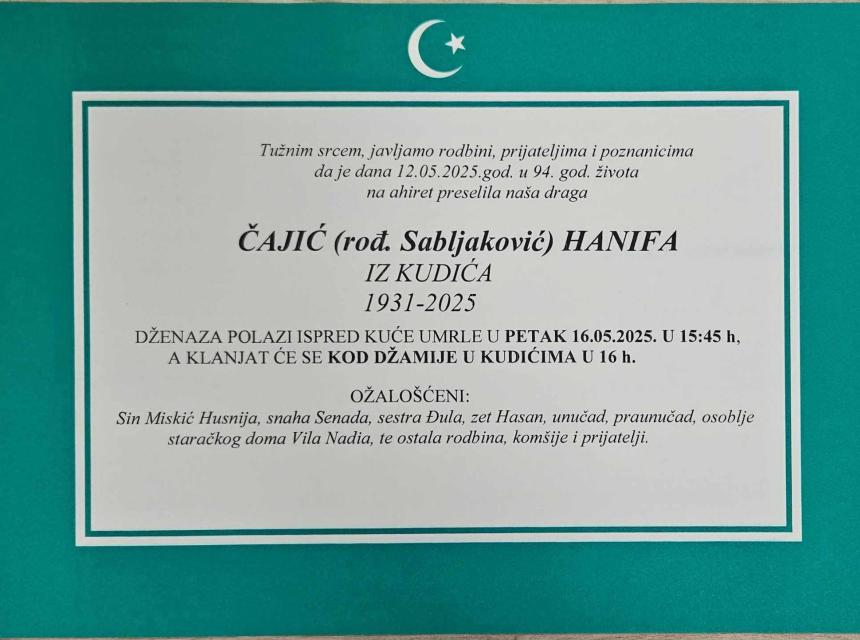 Tužnim srcem, javljamo rodbini, prijateljima i poznanicima
da je dana 12.05.2025.god. u 94. god. života
na ahiret preselila naša draga
ČAJIĆ (rođ. Sabljaković) HANIFA
IZ KUDIĆA
1931-2025
DŽENAZA POLAZI ISPRED KUĆE UMRLE U PETAK 16.05.2025. U 15:45 h,
A KLANJAT ĆE SE KOD DŽAMIJE U KUDIĆIMA U 16 h.
OŽALOŠĆENI:
Sin Miskić Husnija, snaha Senada, sestra Đula, zet Hasan, unučad, praunučad, osoblje
staračkog doma Vila Nadia, te ostala rodbina, komšije i prijatelji.